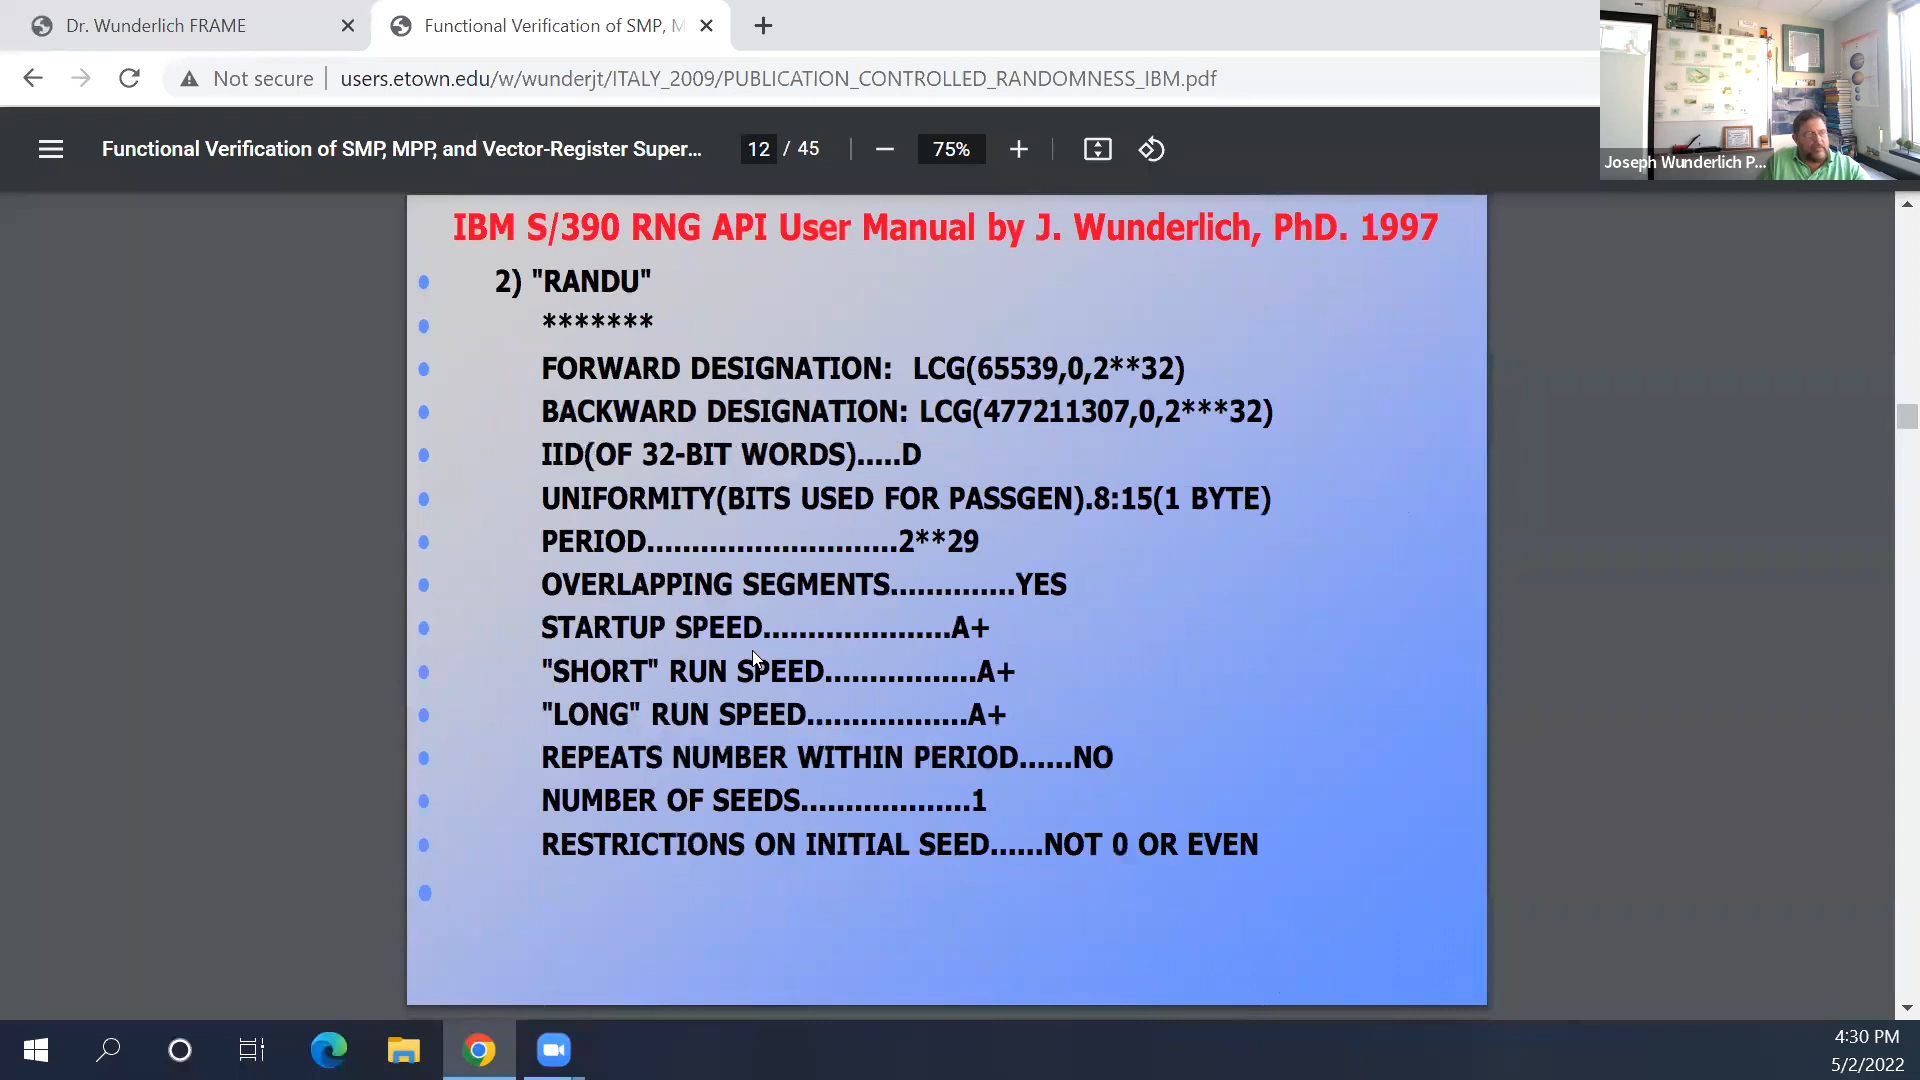 Dr. Wunderlich FRAME
Functional Verification of SMP, M
Not secure
users.etown.edu/w/wunderjt/ITALY_2009/PUBLICATION_CONTROLLED_RANDOMNESS_IBM.pdf
Functional Verification of SMP, MPP, and Vector-Register Super...
12 / 45
75%
Joseph Wunderlich P...
IBM S/390 RNG API User Manual by J. Wunderlich, PhD. 1997
2) "RANDU"
*******
FORWARD DESIGNATION: LCG(65539,0,2**32)
BACKWARD DESIGNATION: LCG(477211307,0,2***32)
IID(OF 32-BIT WORDS).....D
UNIFORMITY(BITS USED FOR PASSGEN).8:15(1 BYTE)
PERIOD............................2**29
OVERLAPPING SEGMENTS..............YES
STARTUP SPEED.....................A+
"SHORT" RUN SPEED.................A+
"LONG" RUN SPEED..................A+
REPEATS NUMBER WITHIN PERIOD......NO
NUMBER OF SEEDS...................1
RESTRICTIONS ON INITIAL SEED......NOT 0 OR EVEN
4:30 PM
5/2/2022